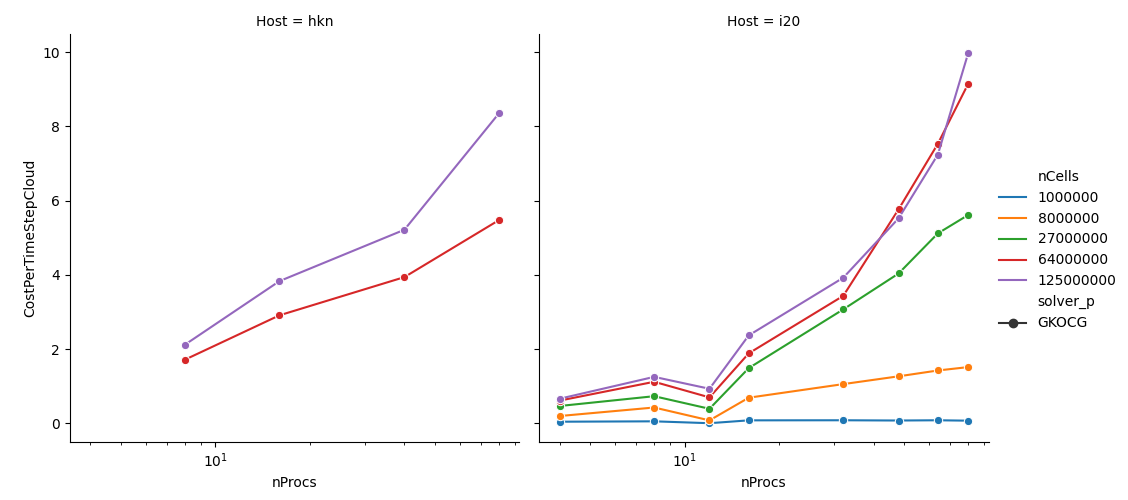 Host = hkn
Host = i20
CostPerTimeStepCloud
10
8
6
4
2
0
10¹
10¹
nProcs
nProcs
nCells
1000000
8000000
27000000
64000000
125000000
solver_p
GKOCG